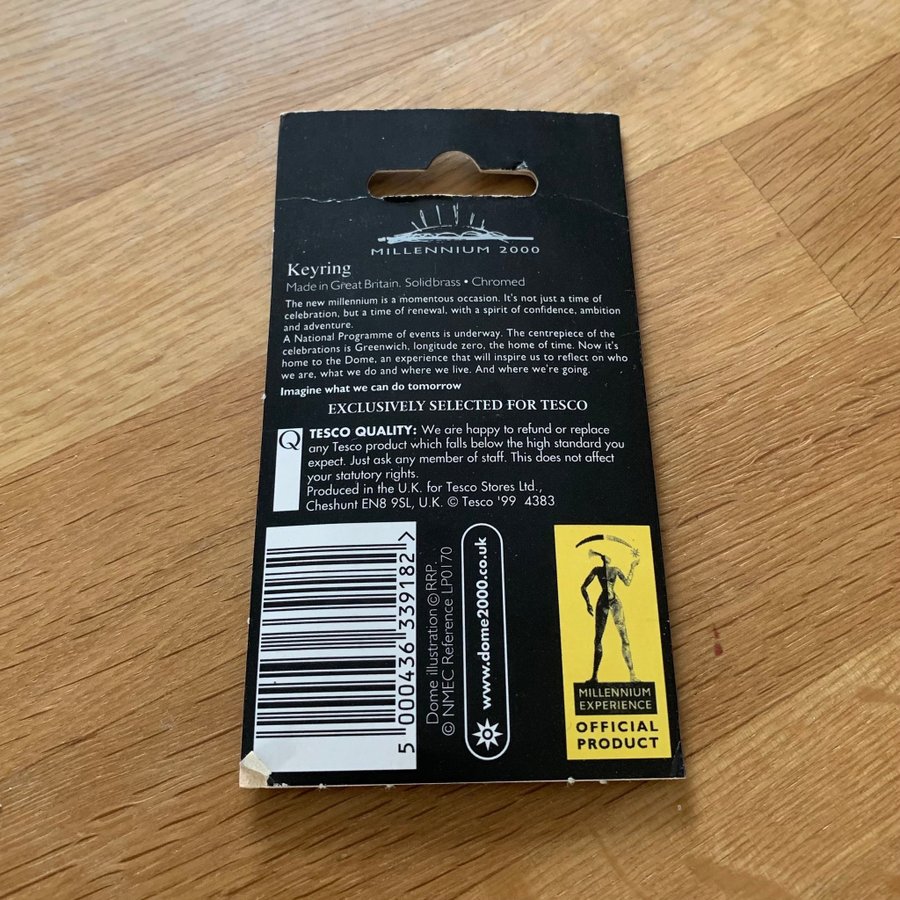 MILLENNIUM 2000
Keyring
Made in Great Britain. Solid brass • Chromed
The new millennium is a momentous occasion. It's not just a time of
celebration, but a time of renewal, with a spirit of confidence, ambition
and adventure.
A National Programme of events is underway. The centrepiece of the
celebrations is Greenwich, longitude zero, the home of time. Now it's
home to the Dome, an experience that will inspire us to reflect on who
we are, what we do and where we live. And where we're going.
Imagine what we can do tomorrow
EXCLUSIVELY SELECTED FOR TESCO
Q
TESCO QUALITY: We are happy to refund or replace
any Tesco product which falls below the high standard you
expect. Just ask any member of staff. This does not affect
your statutory rights.
Produced in the U.K. for Tesco Stores Ltd.,
Cheshunt EN8 9SL, U.K. © Tesco '99 4383
5 000436 339182 >
Dome illustration © RRP.
© NMEC Reference LP0170
www.dome2000.co.uk
MILLENNIUM
EXPERIENCE
OFFICIAL
PRODUCT